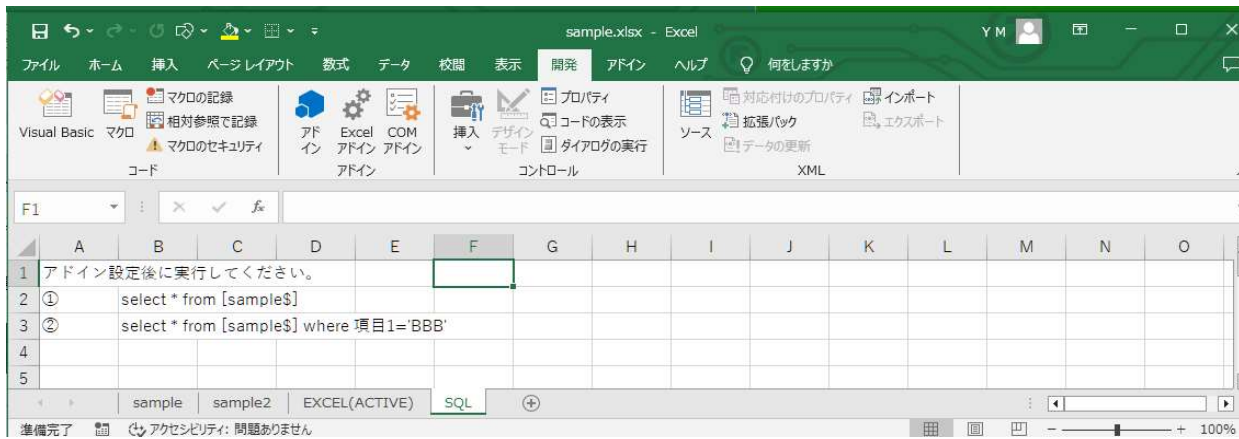 sample.xlsx - Excel
Y M
ファイル ホーム 挿入 ページ レイアウト 数式 データ 校閲 表示 開発 アドイン ヘルプ 何をしますか
Visual Basic
マクロ
マクロの記録
相対参照で記録
マクロのセキュリティ
コード
アド
イン
Excel
アドイン
COM
アドイン
アドイン
挿入
デザイン
モード
プロパティ
コードの表示
ダイアログの実行
コントロール
ソース
対応付けのプロパティ
拡張パック
データの更新
インポート
エクスポート
XML
F1
fx
A B C D E F G H I J K L M N O
1 アドイン設定後に実行してください。
2 ① select * from [sample$]
3 ② select * from [sample$] where 項目1='BBB'
4
5
sample sample2 EXCEL(ACTIVE) SQL
準備完了 アクセシビリティ: 問題ありません 100%